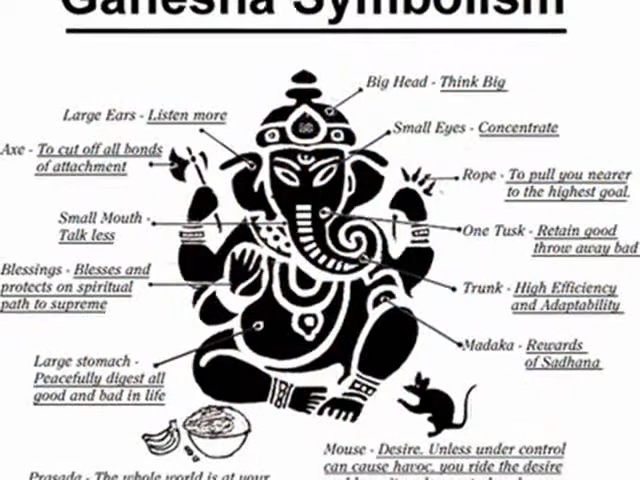 Ganesha Symbolism
Big Head - Think Big
Large Ears - Listen more
Small Eyes - Concentrate
Axe - To cut off all bonds
of attachment
Rope - To pull you nearer
to the highest goal.
Small Mouth -
Talk less
One Tusk - Retain good
throw away bad
Blessings - Blesses and
protects on spiritual
path to supreme
Trunk - High Efficiency
and Adaptability
Madaka - Rewards
of Sadhana
Large stomach -
Peacefully digest all
good and bad in life
Mouse - Desire. Unless under control
can cause havoc. you ride the desire
Prasada - The whole world is at your